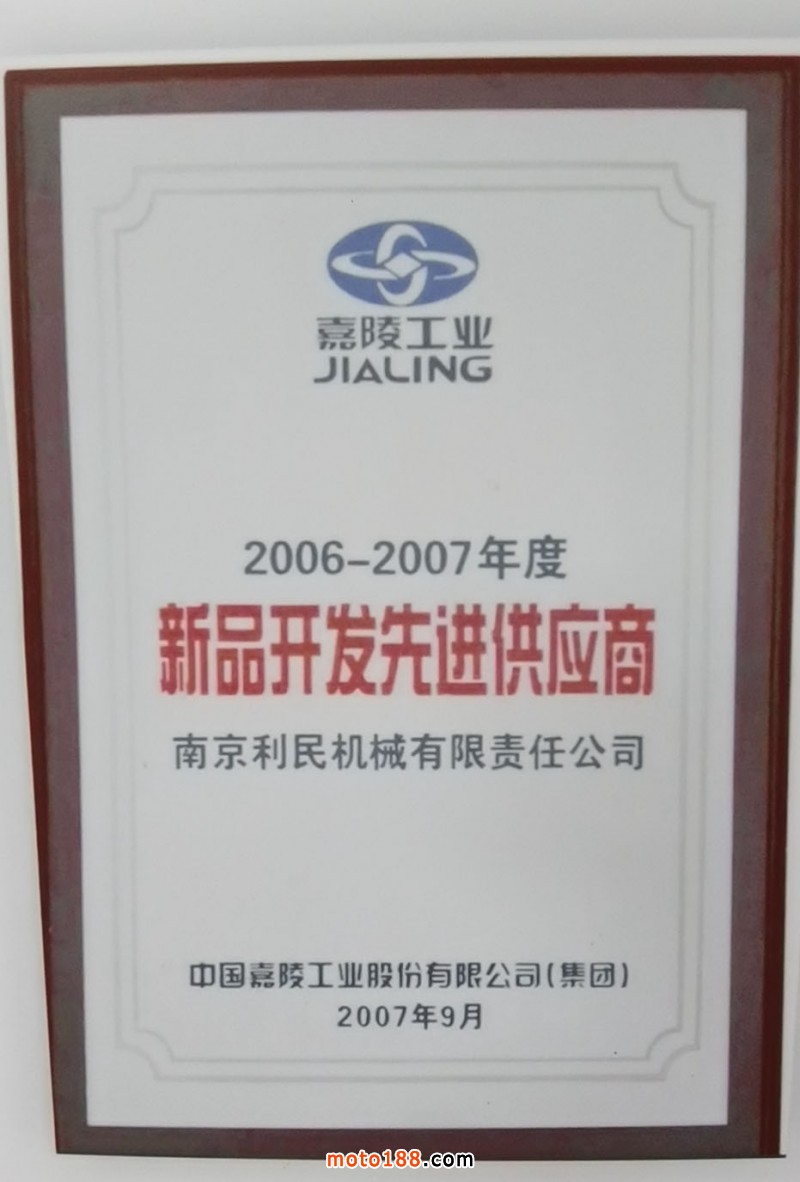 嘉陵工业
JIALING
2006-2007年度
新品开发先进供应商
南京利民机械有限责任公司
中国嘉陵工业股份有限公司(集团)
2007年9月
moto188.com